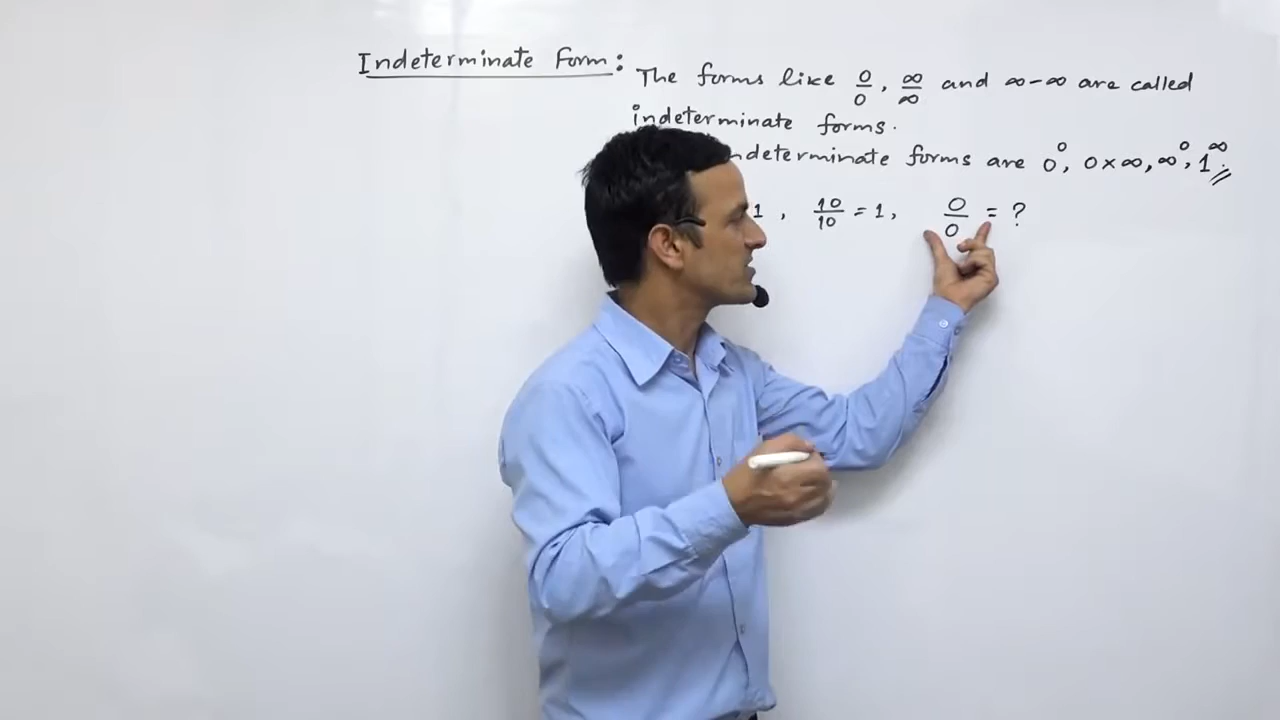 Indeterminate Form:
The forms like 0/0, ∞/∞ and ∞-∞ are called
indeterminate forms.
ndeterminate forms are 0⁰, 0×∞, ∞⁰, 1^∞.
1, 10/10 = 1, 0/0 = ?